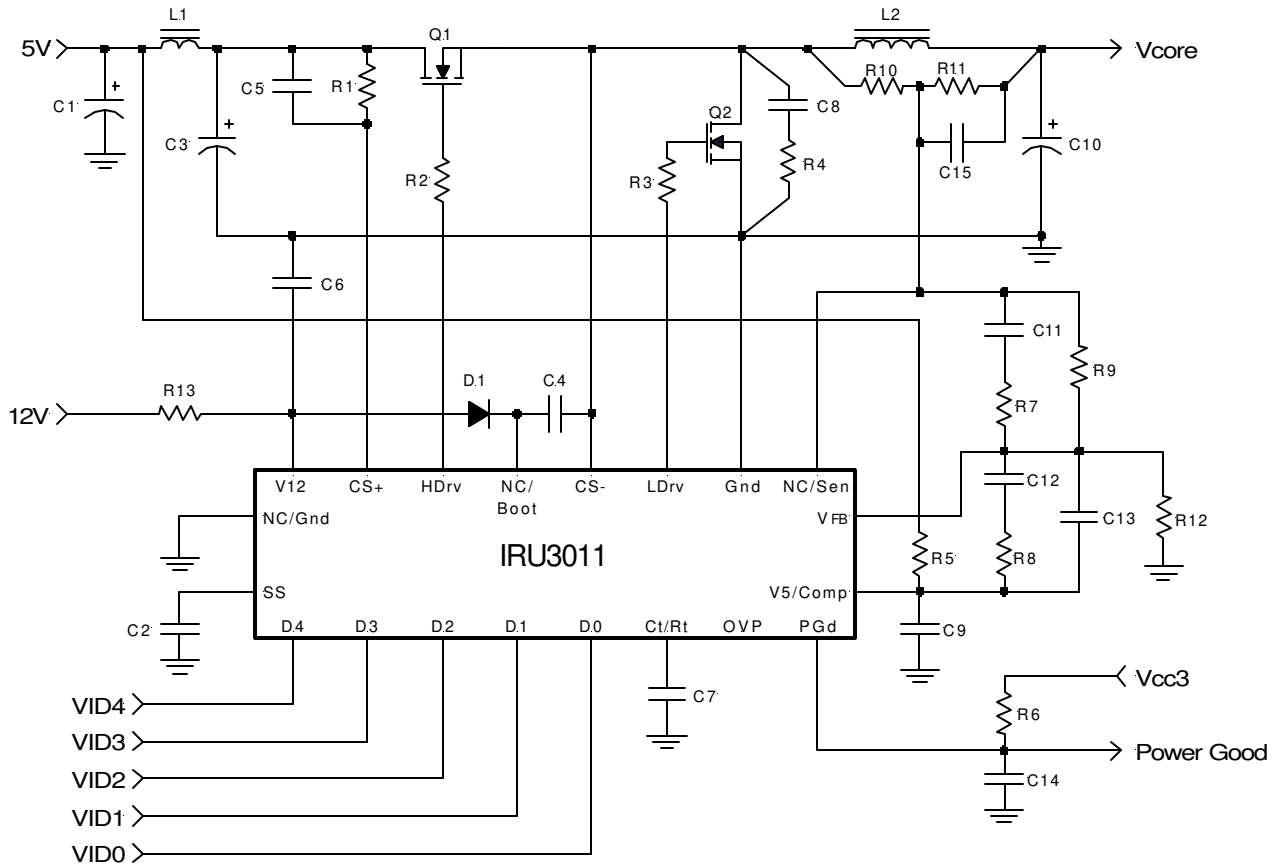 L1
L2
5V
Q1
Vcore
C1
+
C5
R1
R10
R11
C3
+
C8
Q2
C10
+
R2
R3
R4
C15
C6
C11
R9
R13
D1
C4
R7
12V
V12
CS+
HDrv
NC/
Boot
CS-
LDrv
Gnd
NC/Sen
C12
NC/Gnd
VFB
C13
R12
IRU3011
R5
R8
SS
V5/Comp
C2
D4
D3
D2
D1
D0
Ct/Rt
OVP
PGd
C9
Vcc3
VID4
C7
R6
VID3
Power Good
VID2
C14
VID1
VID0